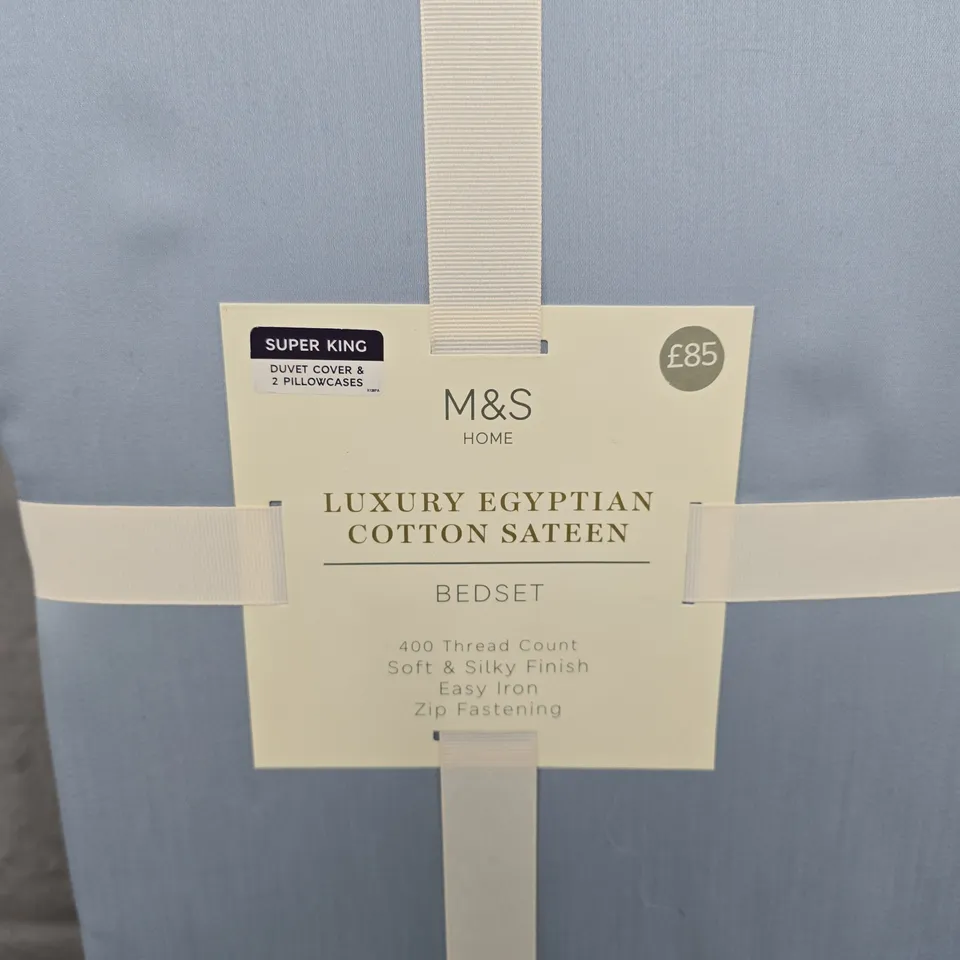 SUPER KING
DUVET COVER &
2 PILLOWCASES
£85
M&S
HOME
LUXURY EGYPTIAN
COTTON SATEEN
BEDSET
400 Thread Count
Soft & Silky Finish
Easy Iron
Zip Fastening